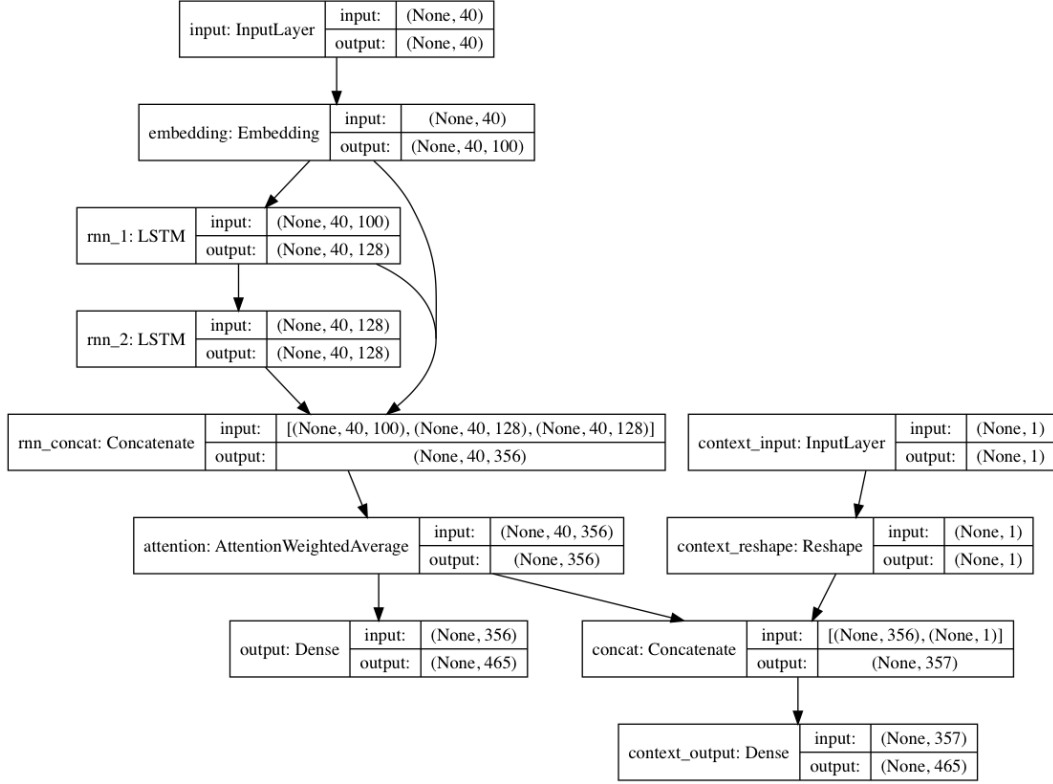 input: InputLayer input: (None, 40)
output: (None, 40)
embedding: Embedding input: (None, 40)
output: (None, 40, 100)
rnn_1: LSTM input: (None, 40, 100)
output: (None, 40, 128)
rnn_2: LSTM input: (None, 40, 128)
output: (None, 40, 128)
rnn_concat: Concatenate input: [(None, 40, 100), (None, 40, 128), (None, 40, 128)]
output: (None, 40, 356)
context_input: InputLayer input: (None, 1)
output: (None, 1)
attention: AttentionWeightedAverage input: (None, 40, 356)
output: (None, 356)
context_reshape: Reshape input: (None, 1)
output: (None, 1)
output: Dense input: (None, 356)
output: (None, 465)
concat: Concatenate input: [(None, 356), (None, 1)]
output: (None, 357)
context_output: Dense input: (None, 357)
output: (None, 465)